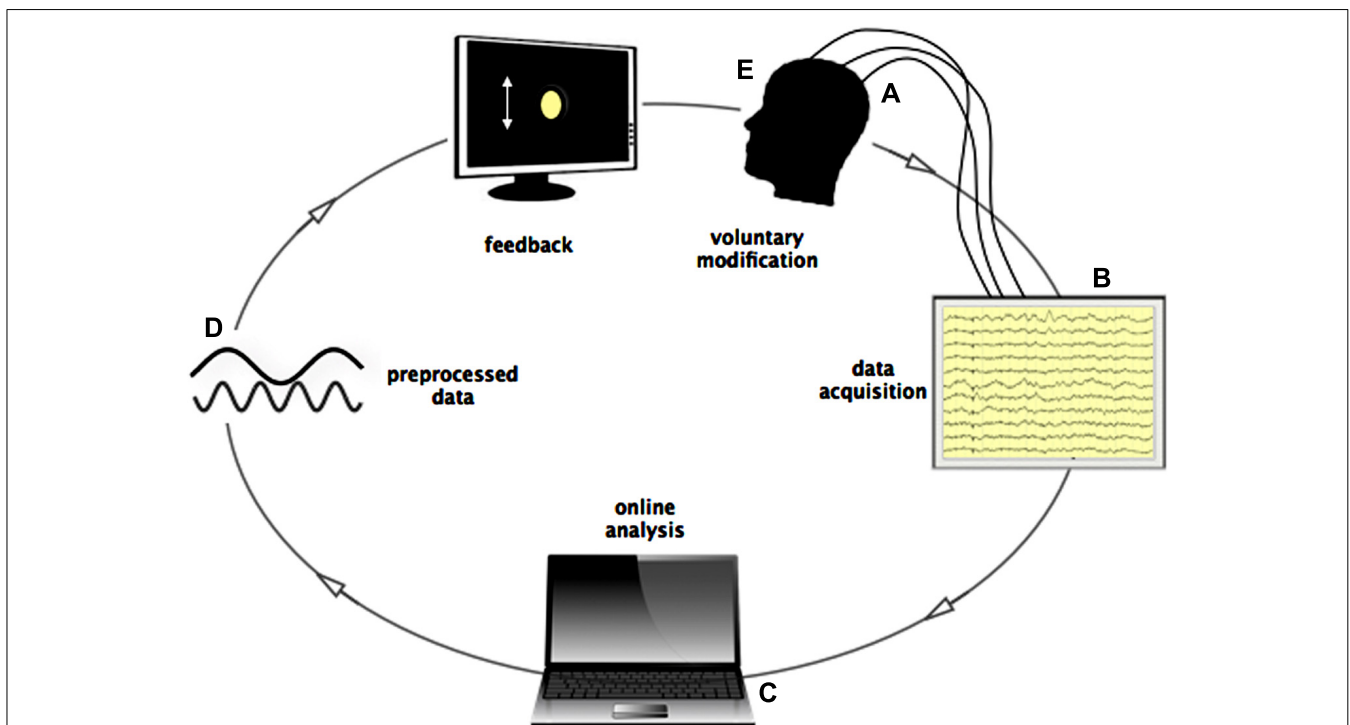 E
A
feedback
voluntary
modification
B
D
data
acquisition
preprocessed
data
online
analysis
C